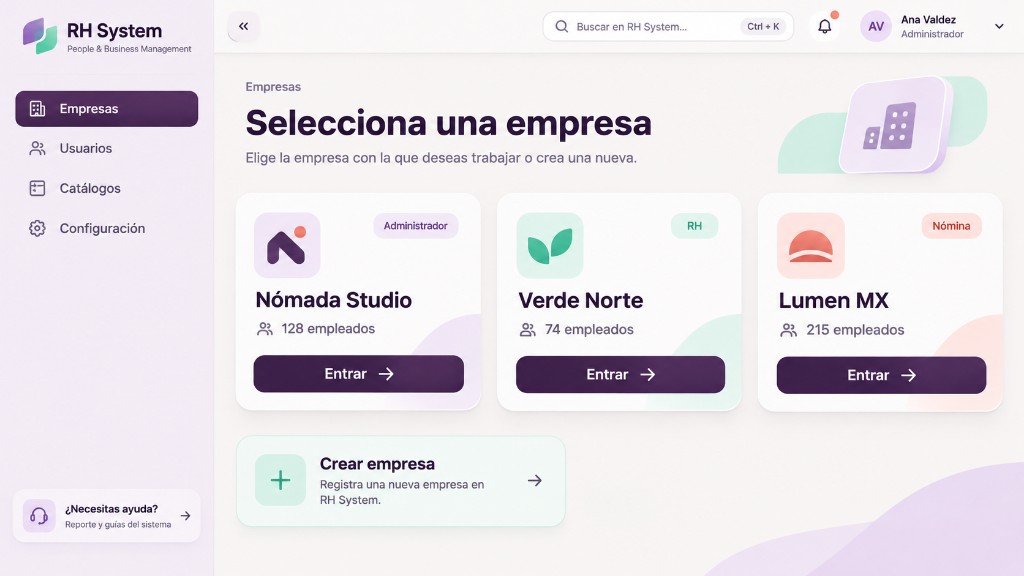 RH System
People & Business Management
Empresas
Usuarios
Catálogos
Configuración
¿Necesitas ayuda?
Reporte y guías del sistema
Buscar en RH System...
Ctrl + K
AV
Ana Valdez
Administrador
Empresas
Selecciona una empresa
Elige la empresa con la que deseas trabajar o crea una nueva.
Administrador
Nómada Studio
128 empleados
Entrar
RH
Verde Norte
74 empleados
Entrar
Nómina
Lumen MX
215 empleados
Entrar
Crear empresa
Registra una nueva empresa en
RH System.